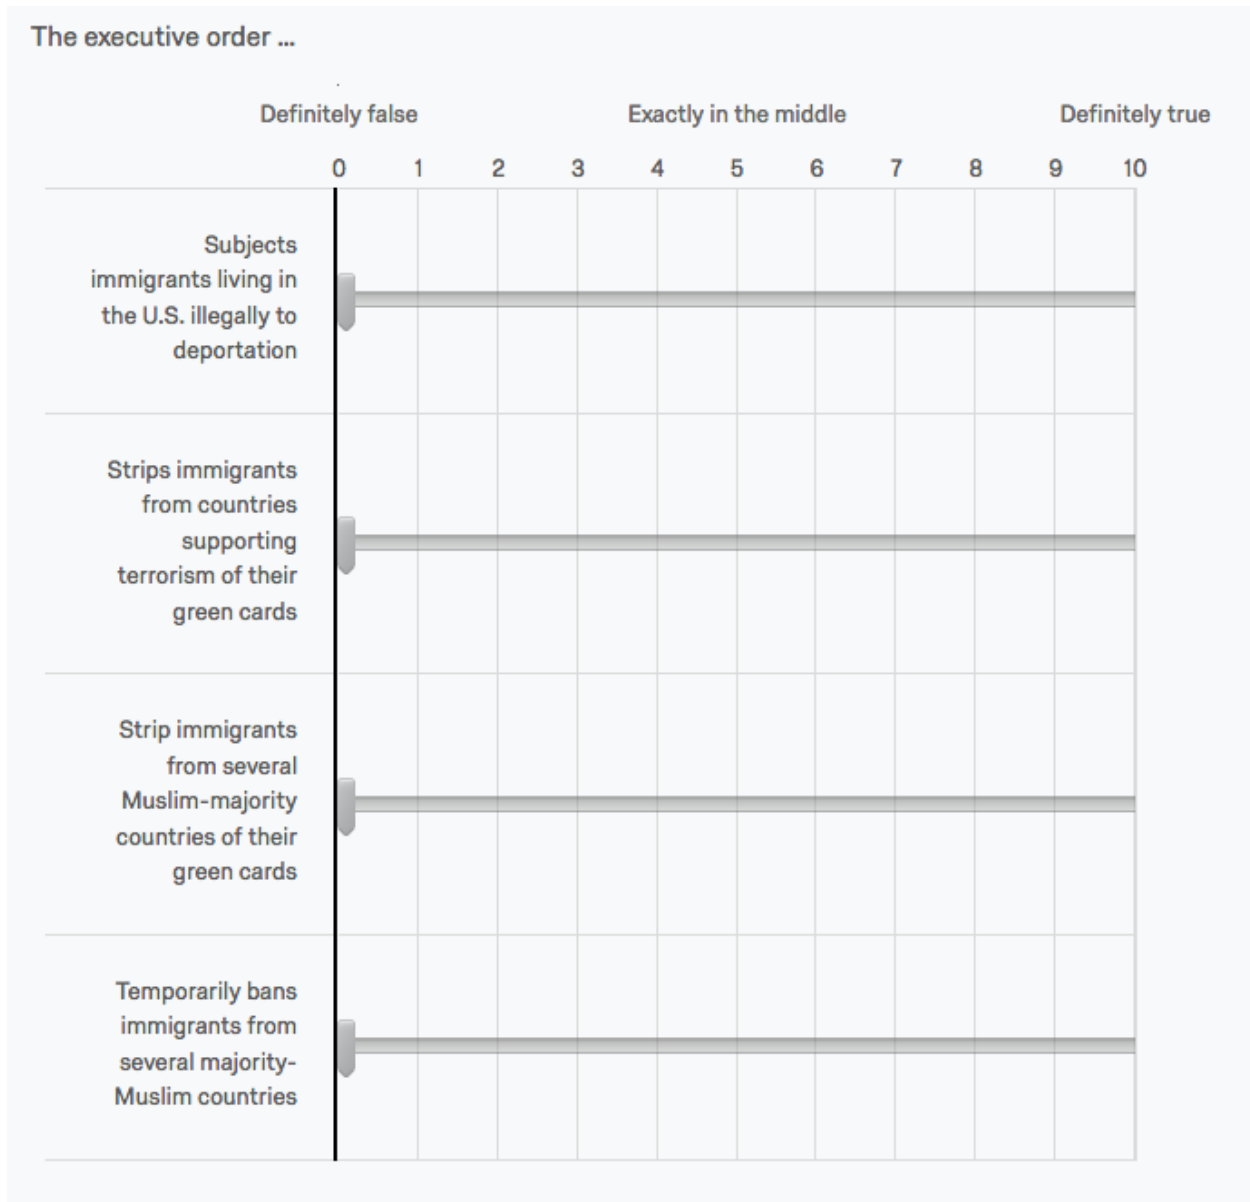 The executive order ...
Definitely false Exactly in the middle Definitely true
0 1 2 3 4 5 6 7 8 9 10
Subjects
immigrants living in
the U.S. illegally to
deportation
Strips immigrants
from countries
supporting
terrorism of their
green cards
Strip immigrants
from several
Muslim-majority
countries of their
green cards
Temporarily bans
immigrants from
several majority-
Muslim countries